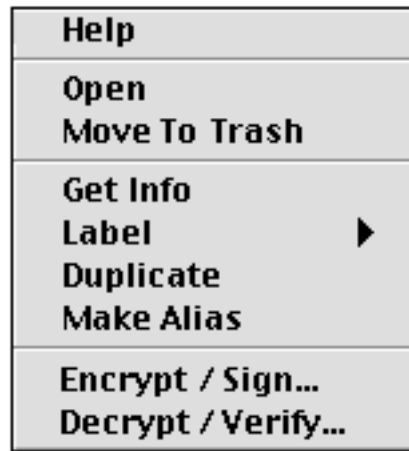 Help
Open
Move To Trash
Get Info
Label
Duplicate
Make Alias
Encrypt / Sign...
Decrypt / Verify...